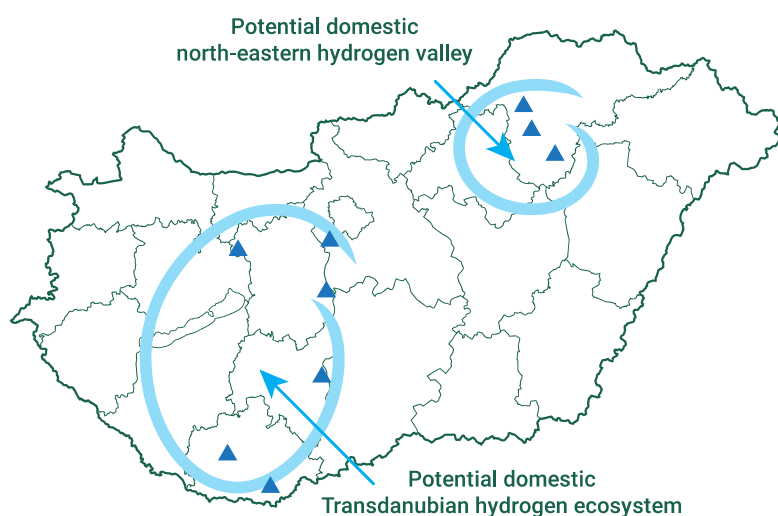 Potential domestic
north-eastern hydrogen valley
Potential domestic
Transdanubian hydrogen ecosystem